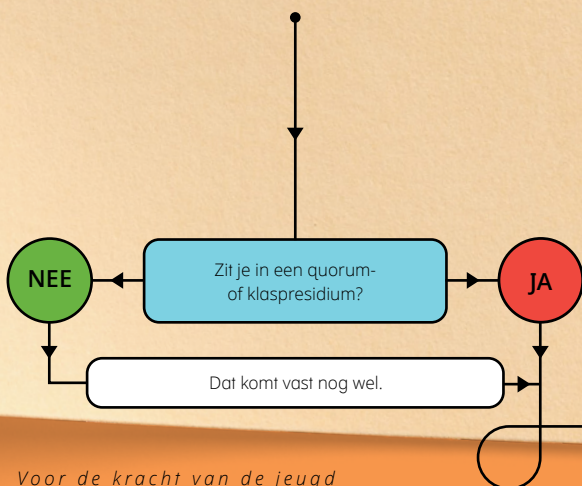 Zit je in een quorum-
of klaspresidium?
NEE
JA
Dat komt vast nog wel.
Voor de kracht van de jeugd